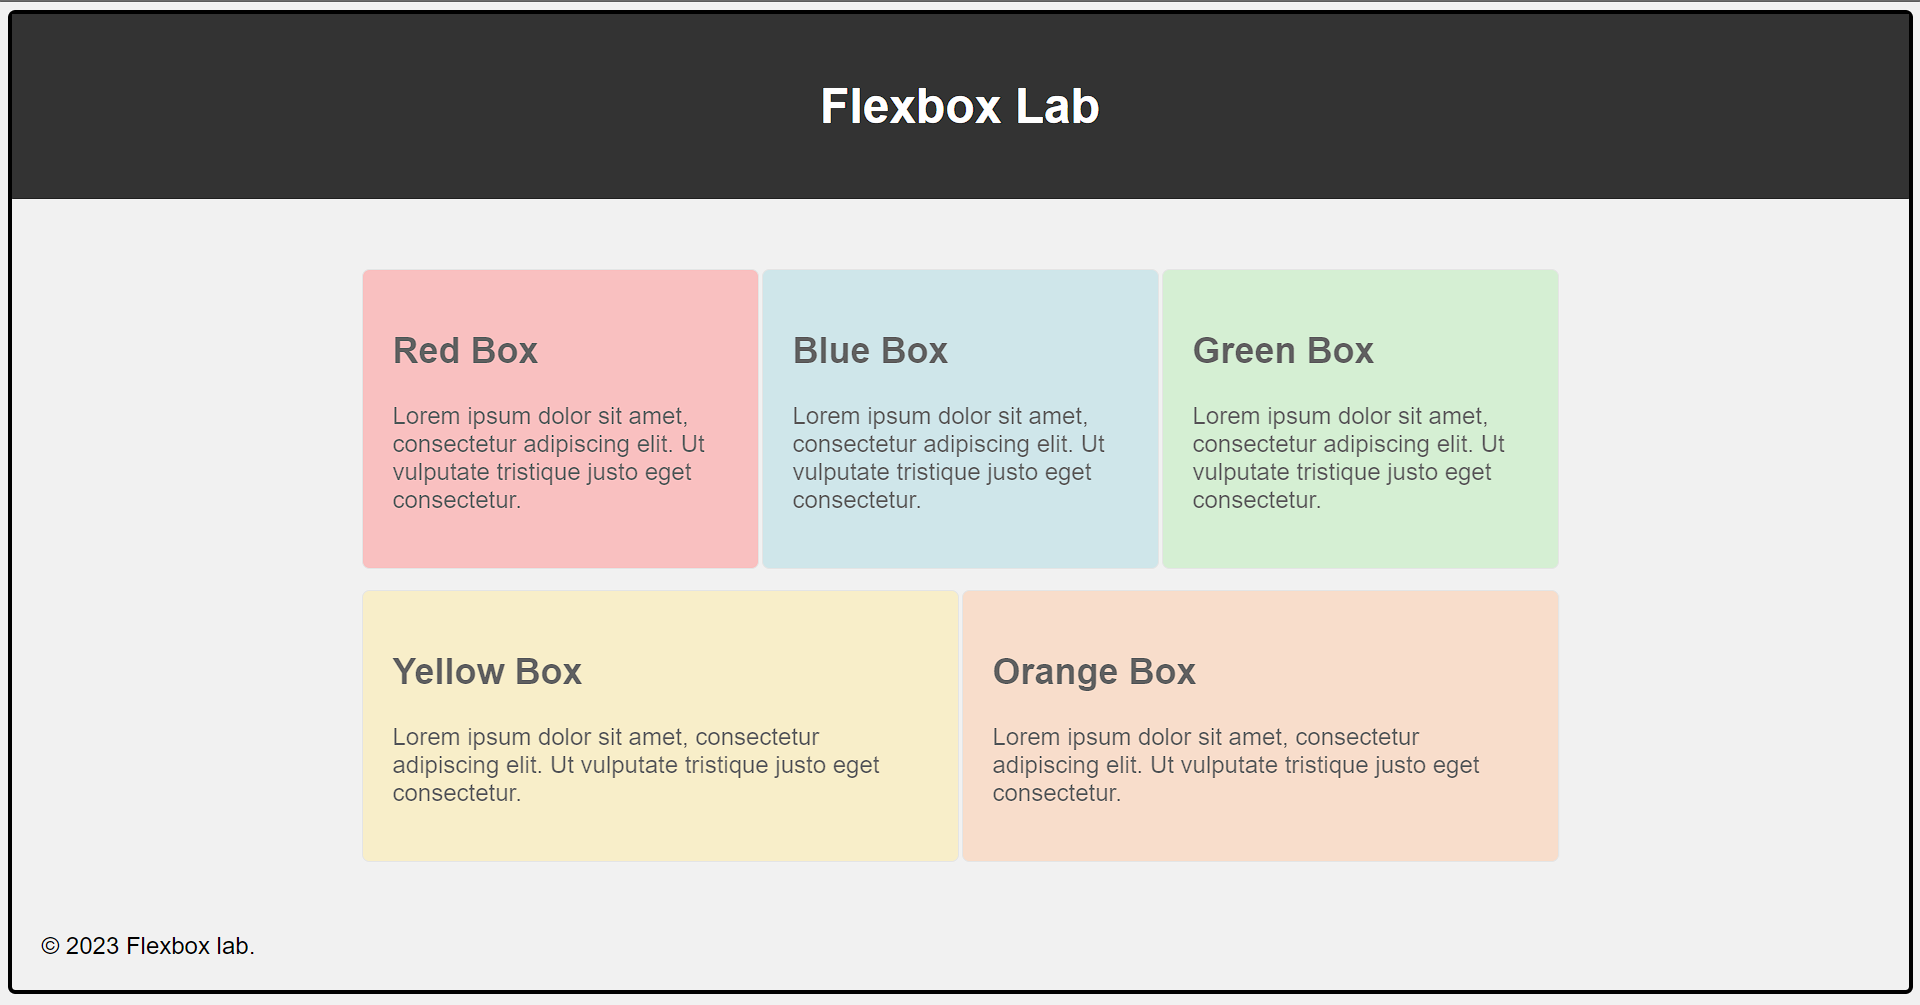 Flexbox Lab
Red Box
Lorem ipsum dolor sit amet,
consectetur adipiscing elit. Ut
vulputate tristique justo eget
consectetur.
Blue Box
Lorem ipsum dolor sit amet,
consectetur adipiscing elit. Ut
vulputate tristique justo eget
consectetur.
Green Box
Lorem ipsum dolor sit amet,
consectetur adipiscing elit. Ut
vulputate tristique justo eget
consectetur.
Yellow Box
Lorem ipsum dolor sit amet, consectetur
adipiscing elit. Ut vulputate tristique justo eget
consectetur.
Orange Box
Lorem ipsum dolor sit amet, consectetur
adipiscing elit. Ut vulputate tristique justo eget
consectetur.
© 2023 Flexbox lab.